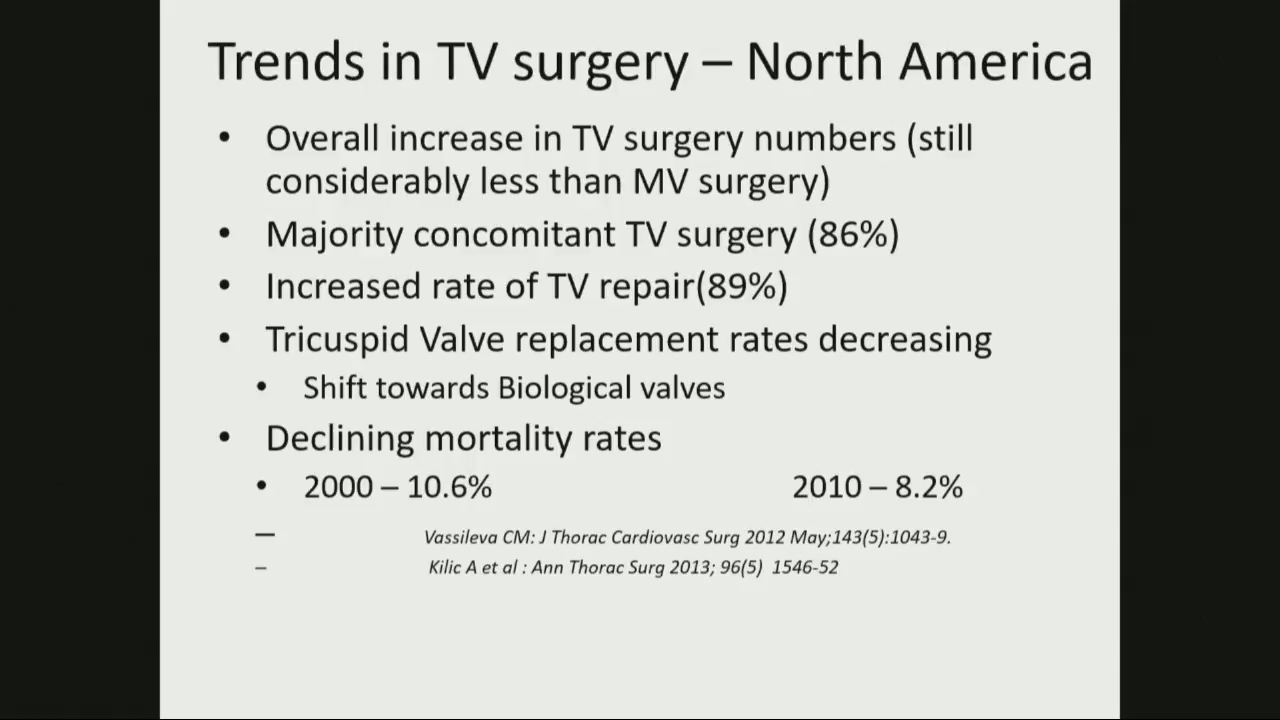 Trends in TV surgery – North America
• Overall increase in TV surgery numbers (still
considerably less than MV surgery)
• Majority concomitant TV surgery (86%)
• Increased rate of TV repair(89%)
• Tricuspid Valve replacement rates decreasing
• Shift towards Biological valves
• Declining mortality rates
• 2000 – 10.6% 2010 – 8.2%
– Vassileva CM: J Thorac Cardiovasc Surg 2012 May;143(5):1043-9.
– Kilic A et al : Ann Thorac Surg 2013; 96(5) 1546-52